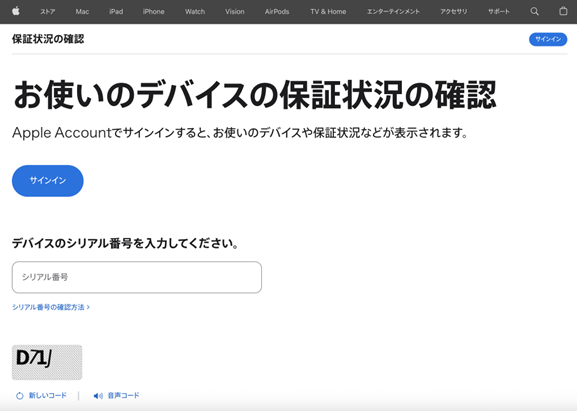 ストア Mac iPad iPhone Watch Vision AirPods TV & Home エンターテインメント アクセサリ サポート
保証状況の確認 サインイン
お使いのデバイスの保証状況の確認
Apple Accountでサインインすると、お使いのデバイスや保証状況などが表示されます。
サインイン
デバイスのシリアル番号を入力してください。
シリアル番号
シリアル番号の確認方法 >
新しいコード | 音声コード